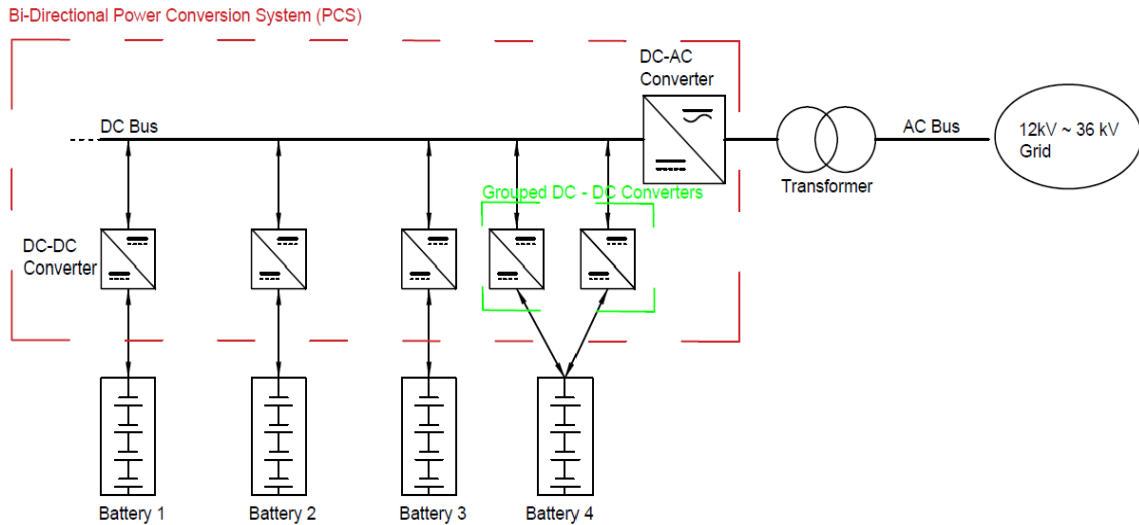 Bi-Directional Power Conversion System (PCS)
DC-AC
Converter
DC Bus
AC Bus
12kV ~ 36 kV
Grid
Transformer
Grouped DC - DC Converters
DC-DC
Converter
Battery 1
Battery 2
Battery 3
Battery 4